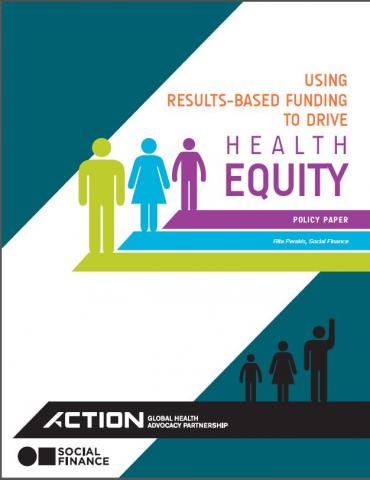 USING
RESULTS-BASED FUNDING
TO DRIVE
HEALTH
EQUITY
POLICY PAPER
Rita Perakis, Social Finance
ACTION GLOBAL HEALTH
ADVOCACY PARTNERSHIP
SOCIAL
FINANCE